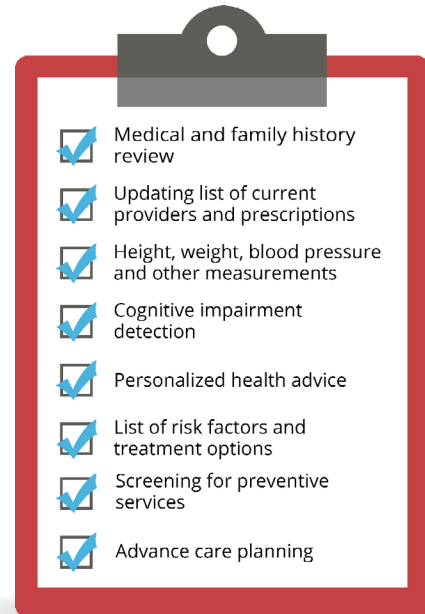 Medical and family history
review
Updating list of current
providers and prescriptions
Height, weight, blood pressure
and other measurements
Cognitive impairment
detection
Personalized health advice
List of risk factors and
treatment options
Screening for preventive
services
Advance care planning